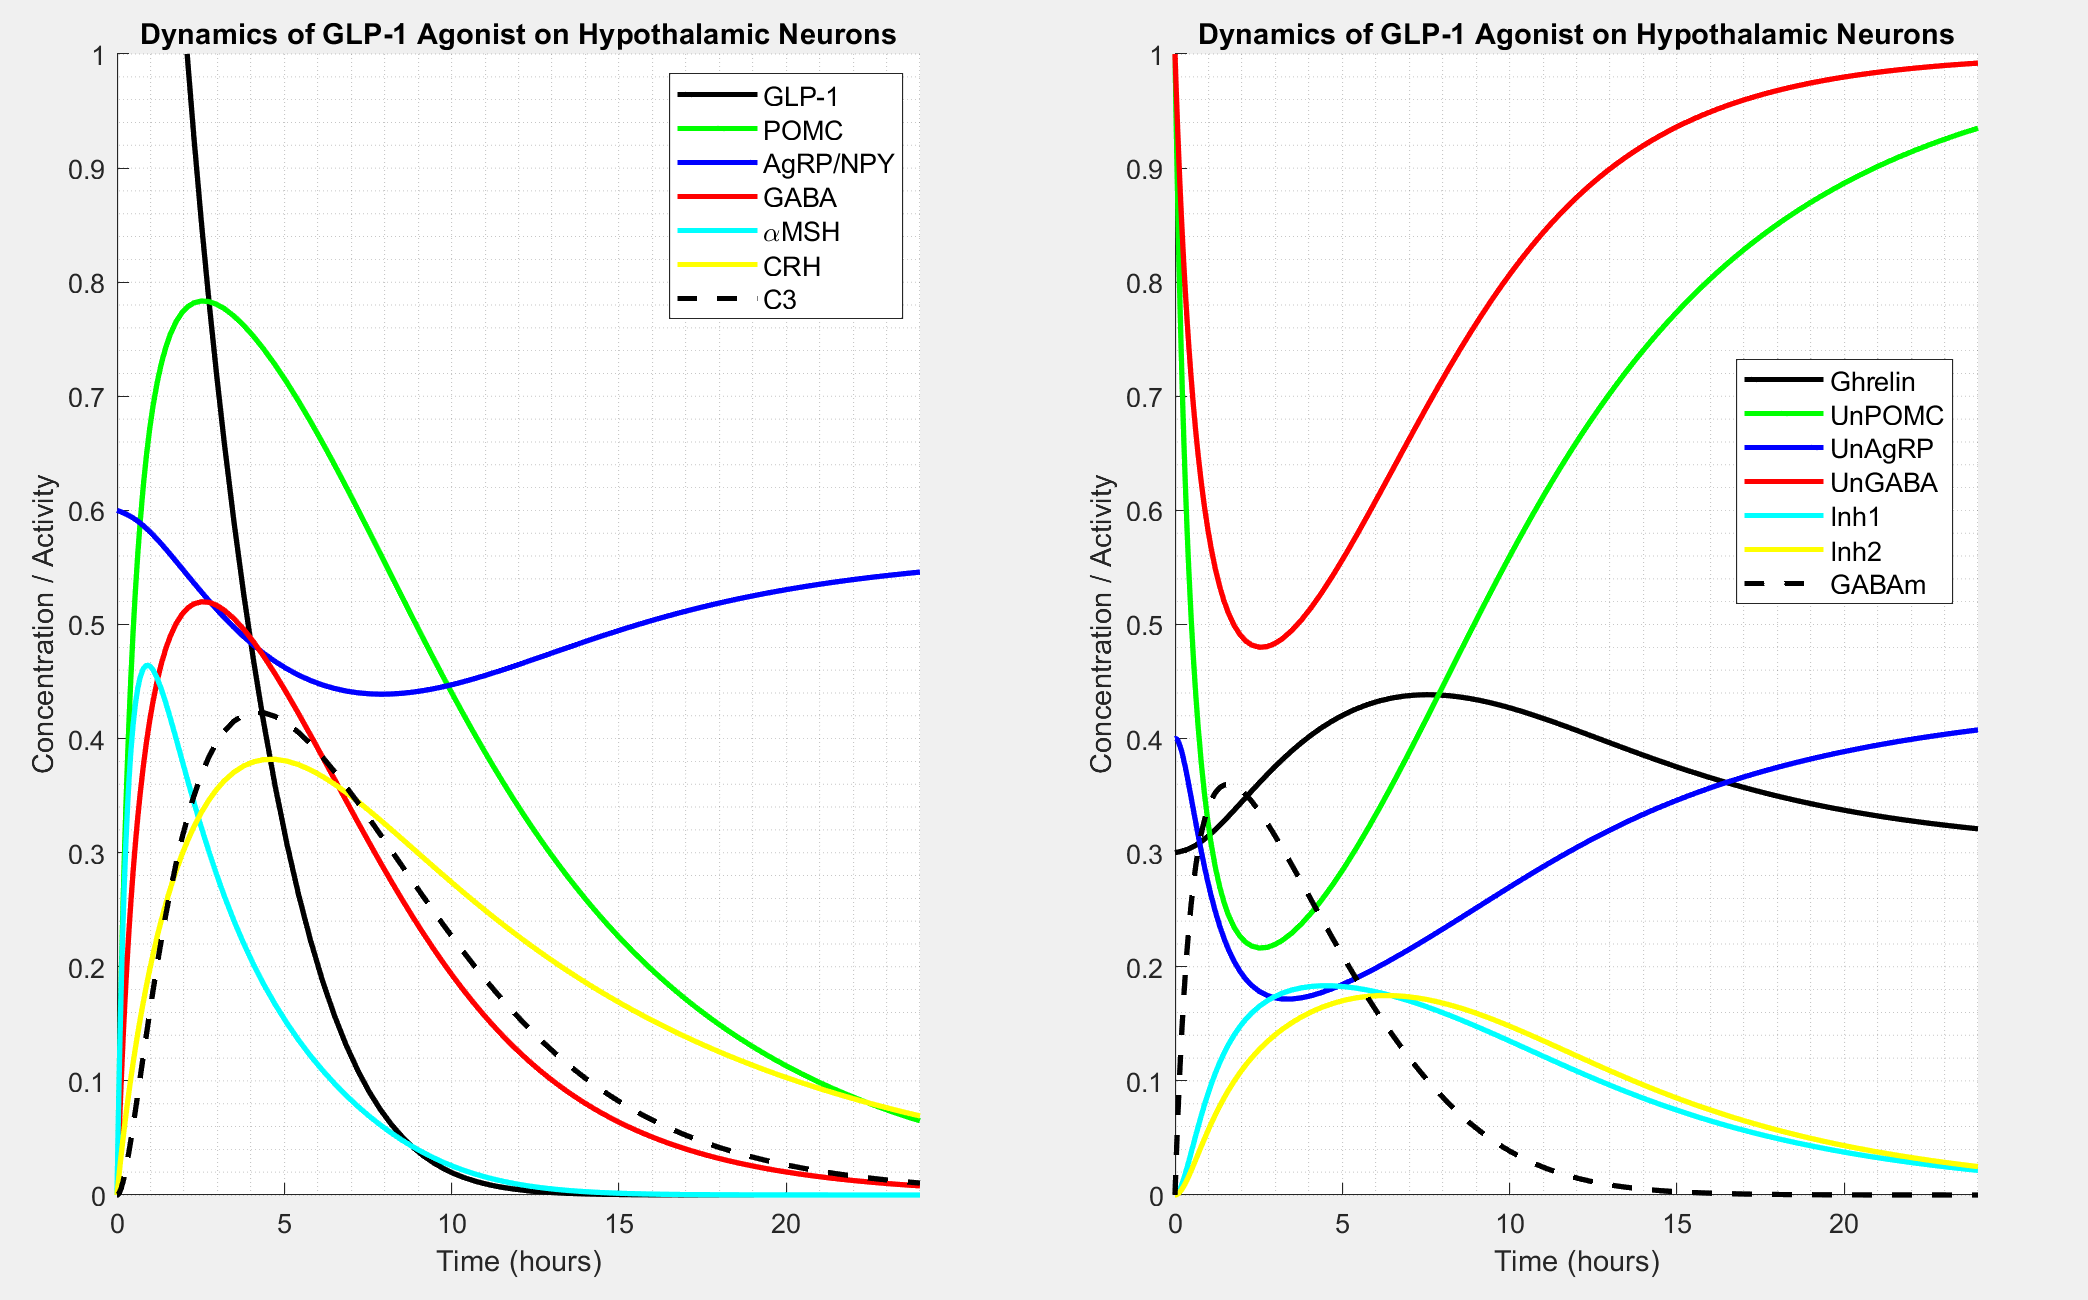 Dynamics of GLP-1 Agonist on Hypothalamic Neurons
1
0.9
0.8
0.7
0.6
0.5
0.4
0.3
0.2
0.1
0
0 5 10 15 20
Concentration / Activity
Time (hours)
GLP-1
POMC
AgRP/NPY
GABA
αMSH
CRH
C3
Dynamics of GLP-1 Agonist on Hypothalamic Neurons
1
0.9
0.8
0.7
0.6
0.5
0.4
0.3
0.2
0.1
0
0 5 10 15 20
Concentration / Activity
Time (hours)
Ghrelin
UnPOMC
UnAgRP
UnGABA
Inh1
Inh2
GABAm